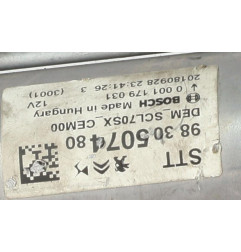 STT
98 30 5074 80
DEM_SCL70SX_CEM00
BOSCH Made in Hungary
0 001 179 031 12V
20180928 23:41:26 3 (3001)